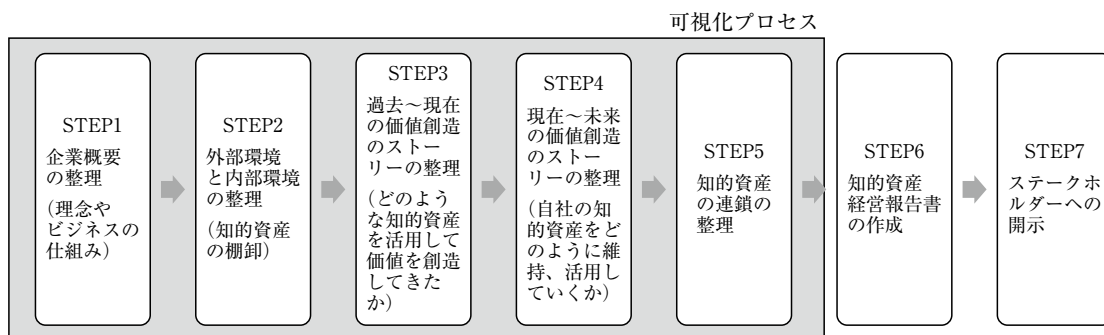 可視化プロセス
STEP1
企業概要
の整理
(理念や
ビジネスの
仕組み)
STEP2
外部環境
と内部環境
の整理
(知的資産
の棚卸)
STEP3
過去～現在
の価値創造
のストー
リーの整理
(どのよう
な知的資産
を活用して
価値を創造
してきた
か)
STEP4
現在～未来
の価値創造
のストー
リーの整理
(自社の知
的資産をど
のように維
持、活用し
ていくか)
STEP5
知的資産
の連鎖の
整理
STEP6
知的資産
経営報告書
の作成
STEP7
ステークホ
ルダーへの
開示